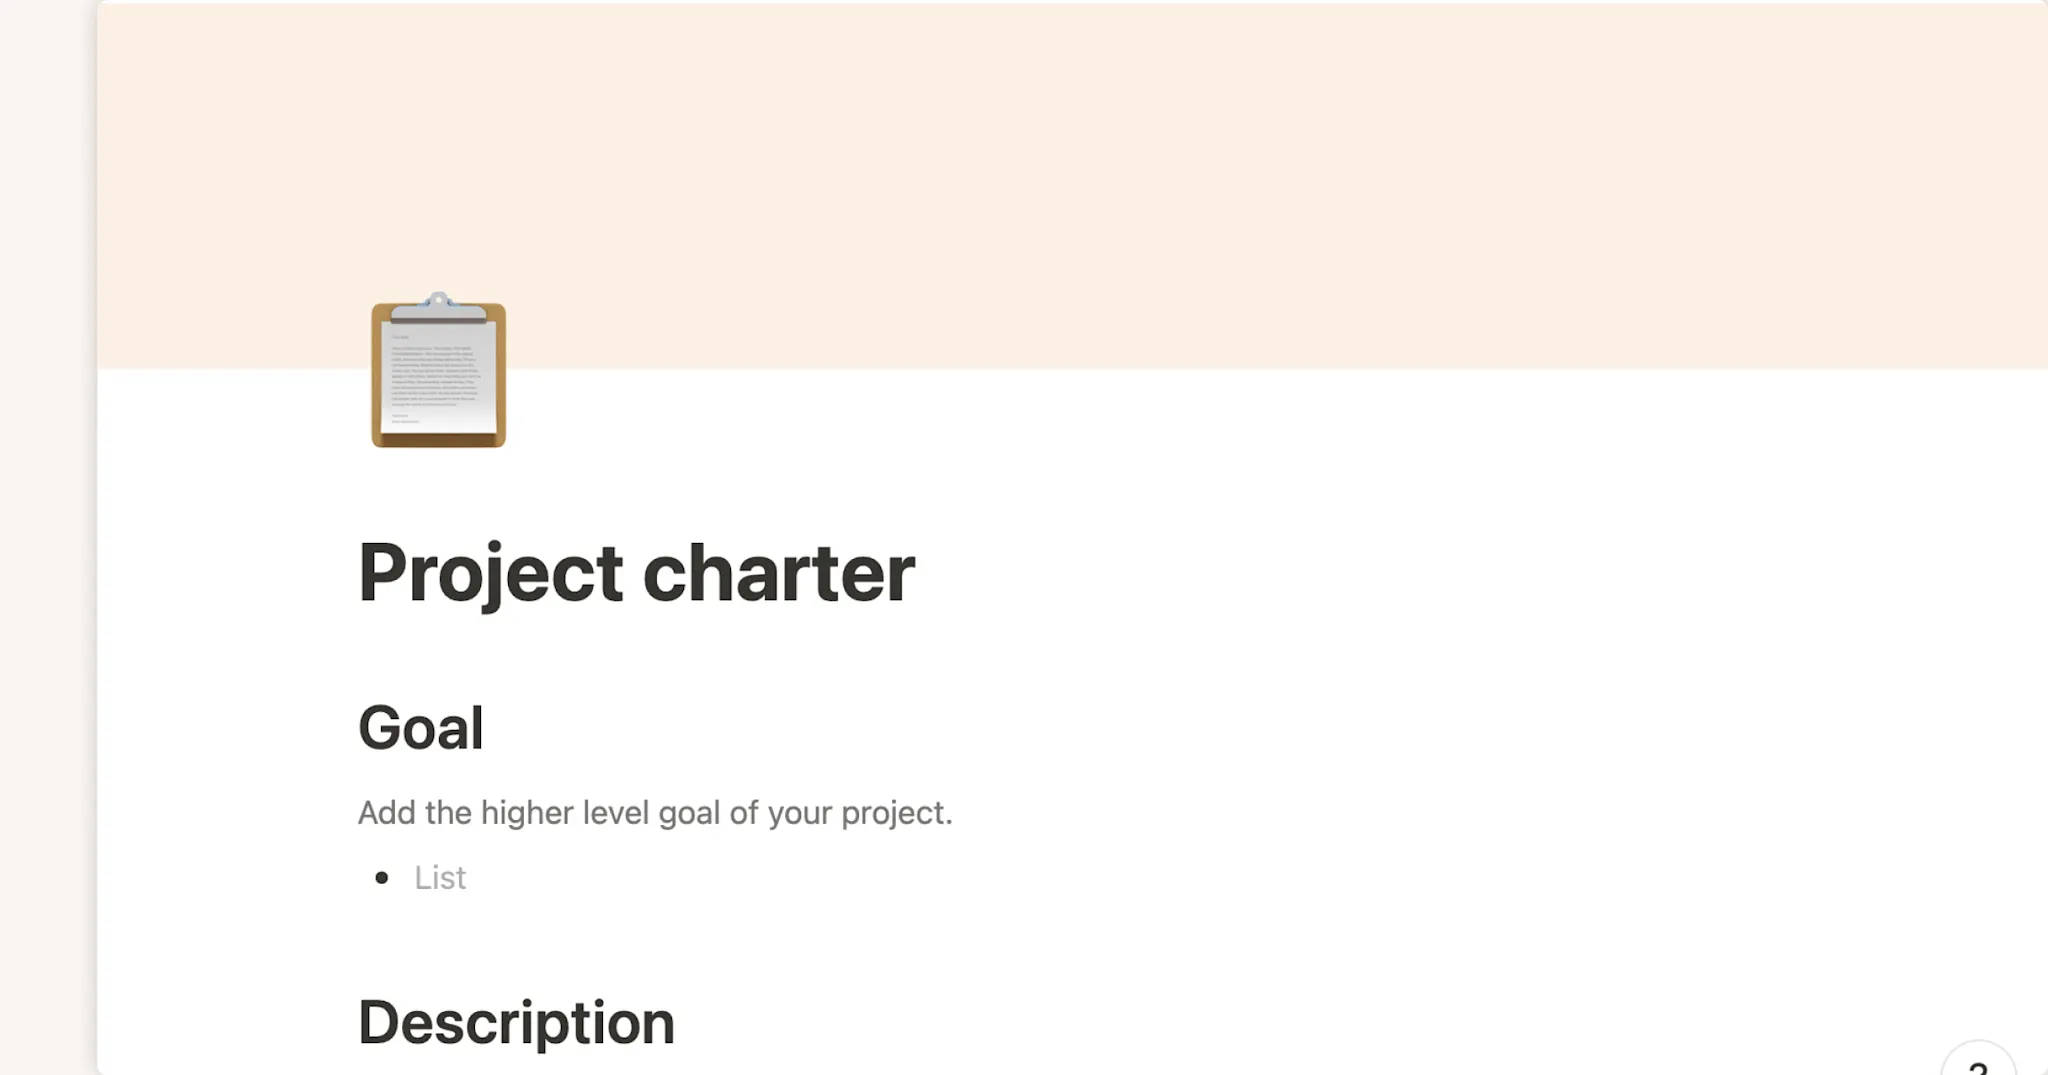 Project charter
Goal
Add the higher level goal of your project.
• List
Description
?